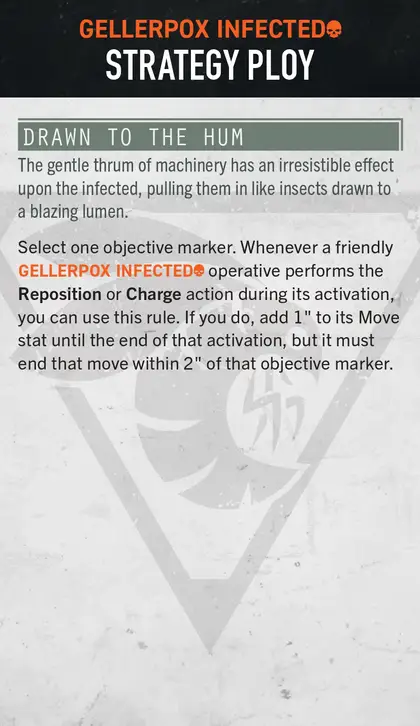 GELLERPOX INFECTED
STRATEGY PLOY
DRAWN TO THE HUM
The gentle thrum of machinery has an irresistible effect
upon the infected, pulling them in like insects drawn to
a blazing lumen.
Select one objective marker. Whenever a friendly
GELLERPOX INFECTED operative performs the
Reposition or Charge action during its activation,
you can use this rule. If you do, add 1" to its Move
stat until the end of that activation, but it must
end that move within 2" of that objective marker.